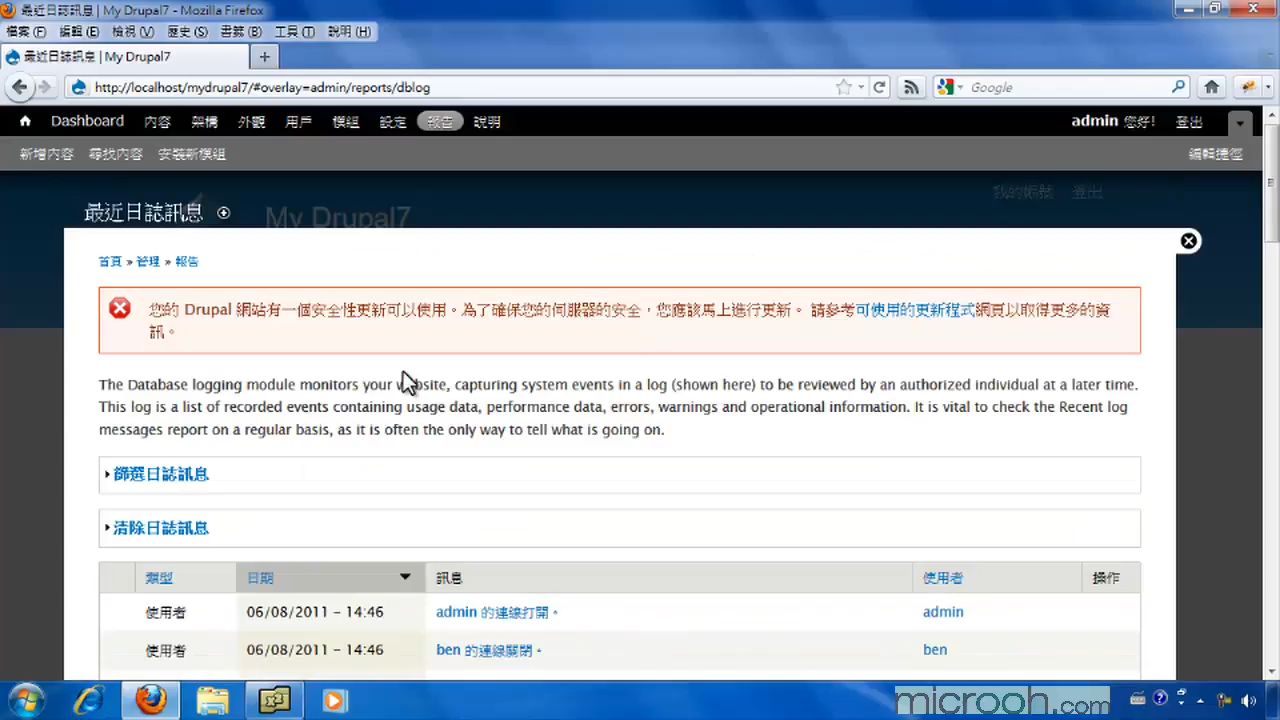 最近日誌訊息 | My Drupal7 - Mozilla Firefox
檔案(F) 編輯(E) 檢視(V) 歷史(S) 書籤(B) 工具(T) 說明(H)
最近日誌訊息 | My Drupal7
http://localhost/mydrupal7/#overlay=admin/reports/dblog Google
Dashboard 內容 架構 外觀 用戶 模組 設定 報告 說明 admin 您好! 登出
新增內容 尋找內容 安裝新模組 編輯捷徑
我的帳號 登出
最近日誌訊息 My Drupal7
首頁 » 管理 » 報告
您的 Drupal 網站有一個安全性更新可以使用。為了確保您的伺服器的安全，您應該馬上進行更新。 請參考可使用的更新程式網頁以取得更多的資
訊。
The Database logging module monitors your website, capturing system events in a log (shown here) to be reviewed by an authorized individual at a later time.
This log is a list of recorded events containing usage data, performance data, errors, warnings and operational information. It is vital to check the Recent log
messages report on a regular basis, as it is often the only way to tell what is going on.
篩選日誌訊息
清除日誌訊息
類型 日期 訊息 使用者 操作
使用者 06/08/2011 - 14:46 admin 的連線打開。 admin
使用者 06/08/2011 - 14:46 ben 的連線關閉。 ben
microoh.com